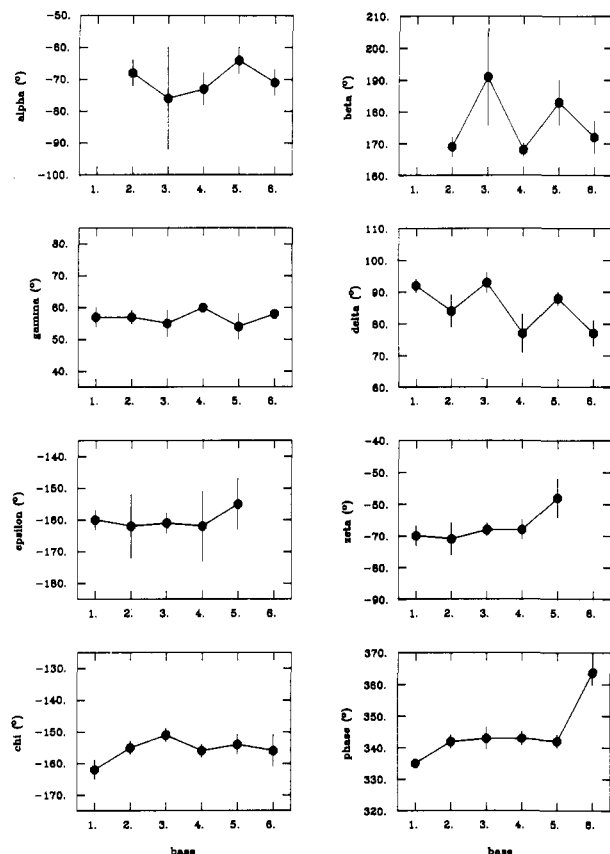 alpha (°)
-50.
-60.
-70.
-80.
-90.
-100.
1. 2. 3. 4. 5. 6.
beta (°)
210.
200.
190.
180.
170.
160.
1. 2. 3. 4. 5. 6.
gamma (°)
80.
70.
60.
50.
40.
1. 2. 3. 4. 5. 6.
delta (°)
110.
100.
90.
80.
70.
60.
1. 2. 3. 4. 5. 6.
epsilon (°)
-140.
-150.
-160.
-170.
-180.
1. 2. 3. 4. 5. 6.
zeta (°)
-40.
-50.
-60.
-70.
-80.
-90.
1. 2. 3. 4. 5. 6.
chi (°)
-130.
-140.
-150.
-160.
-170.
1. 2. 3. 4. 5. 6.
base
phase (°)
370.
360.
350.
340.
330.
320.
1. 2. 3. 4. 5. 6.
base